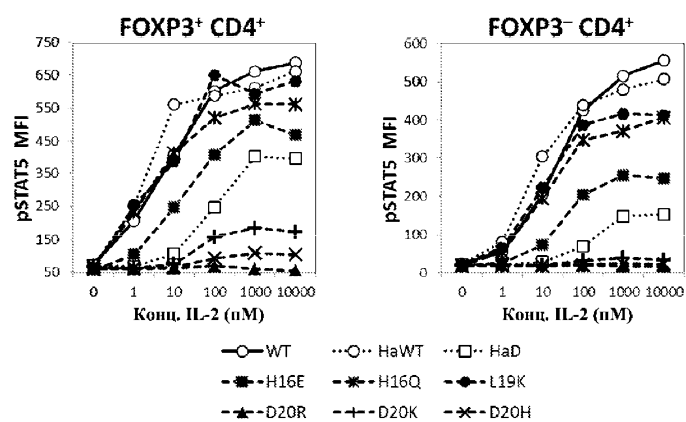 FOXP3⁺ CD4⁺
FOXP3⁻ CD4⁺
pSTAT5 MFI
750
650
550
450
350
250
150
50
0 1 10 100 1000 10000
Конц. IL-2 (пМ)
pSTAT5 MFI
600
500
400
300
200
100
0
0 1 10 100 1000 10000
Конц. IL-2 (пМ)
WT HaWT HaD
H16E H16Q L19K
D20R D20K D20H